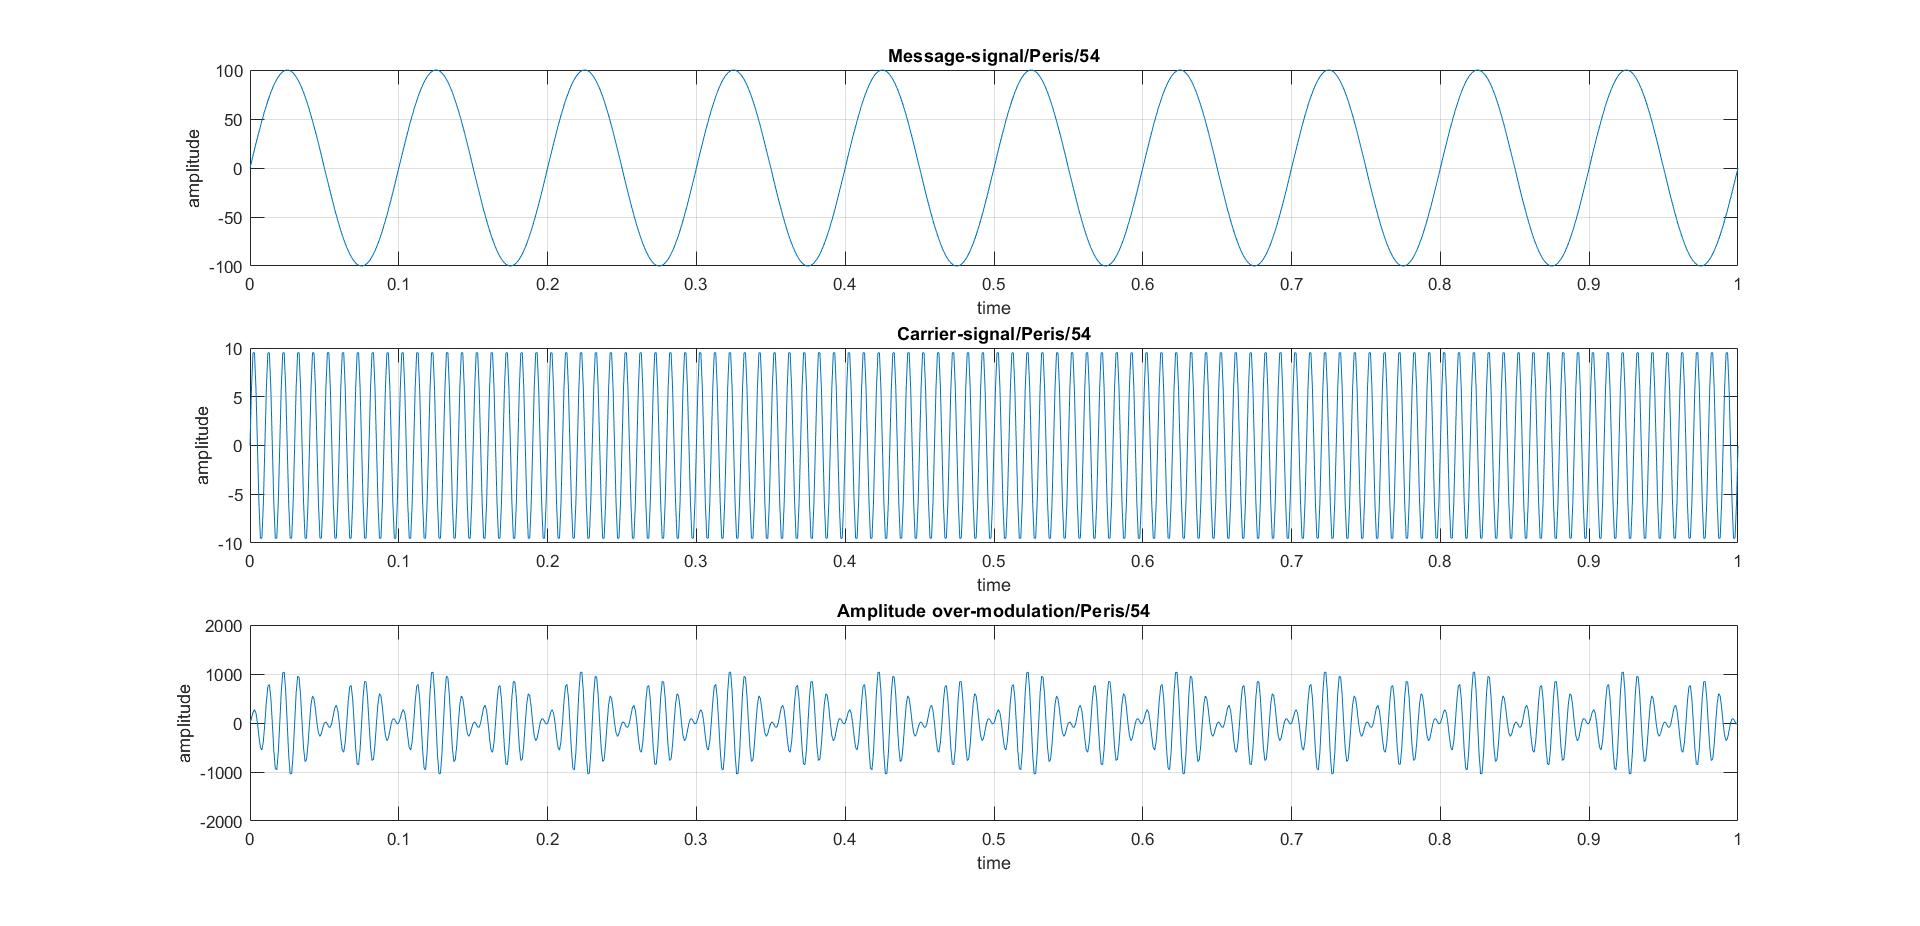 Message-signal/Peris/54
100
50
0
-50
-100
amplitude
0 0.1 0.2 0.3 0.4 0.5 0.6 0.7 0.8 0.9 1
time
Carrier-signal/Peris/54
10
5
0
-5
-10
amplitude
0 0.1 0.2 0.3 0.4 0.5 0.6 0.7 0.8 0.9 1
time
Amplitude over-modulation/Peris/54
2000
1000
0
-1000
-2000
amplitude
0 0.1 0.2 0.3 0.4 0.5 0.6 0.7 0.8 0.9 1
time